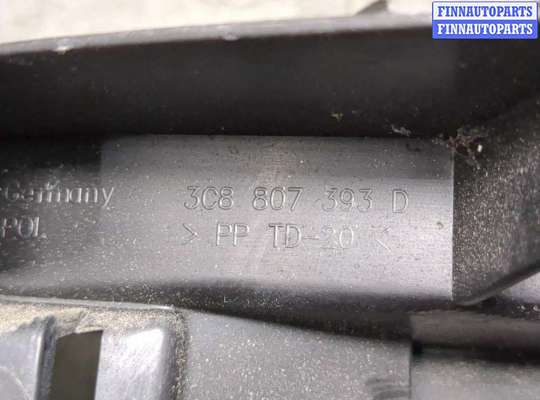 FINNAUTOPARTS
FINNAUTOPARTS
Germany
3C8 807 393 D
POL
> PP TD-20 <